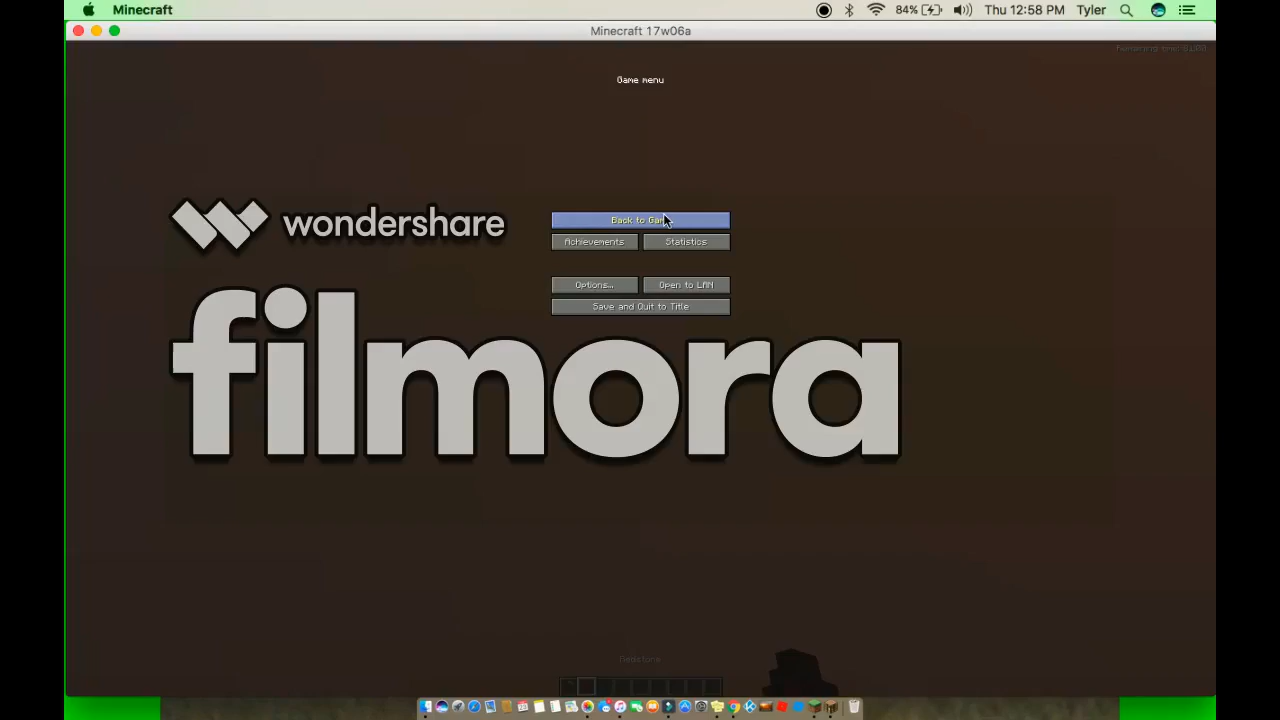 Minecraft 84% Thu 12:58 PM Tyler
Minecraft 17w06a
Game menu
wondershare
filmora
Back to Game
Achievements Statistics
Options... Open to LAN
Save and Quit to Title